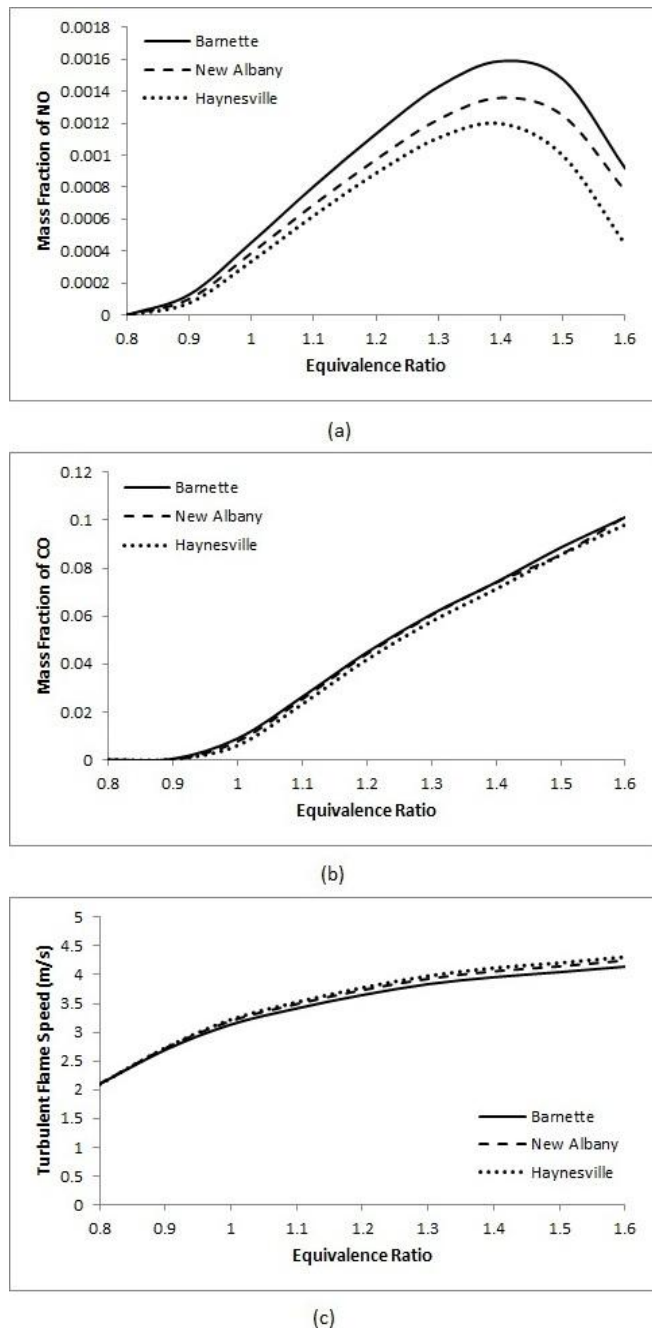 0.0018
0.0016
0.0014
0.0012
0.001
0.0008
0.0006
0.0004
0.0002
0
Mass Fraction of NO
Barnette
New Albany
Haynesville
0.8 0.9 1 1.1 1.2 1.3 1.4 1.5 1.6
Equivalence Ratio
(a)
0.12
0.1
0.08
0.06
0.04
0.02
0
Mass Fraction of CO
Barnette
New Albany
Haynesville
0.8 0.9 1 1.1 1.2 1.3 1.4 1.5 1.6
Equivalence Ratio
(b)
5
4.5
4
3.5
3
2.5
2
1.5
1
0.5
0
Turbulent Flame Speed (m/s)
Barnette
New Albany
Haynesville
0.8 0.9 1 1.1 1.2 1.3 1.4 1.5 1.6
Equivalence Ratio
(c)